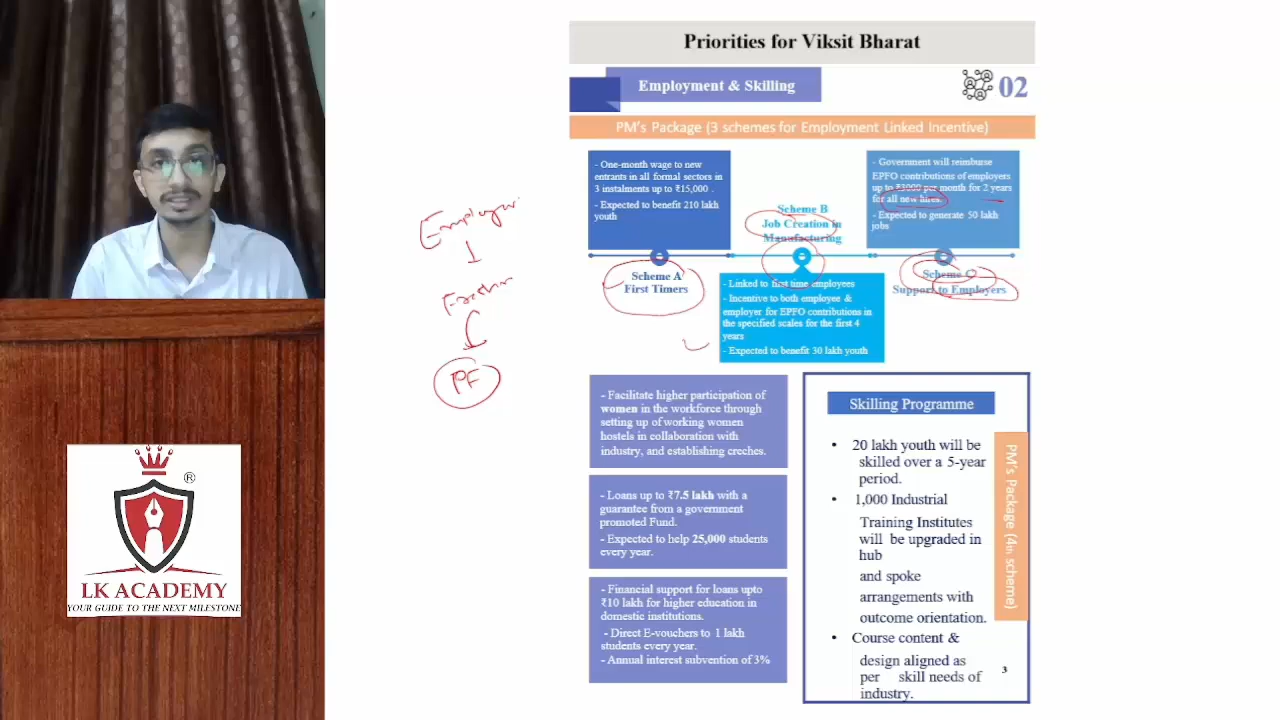 Priorities for Viksit Bharat
Employment & Skilling
02
PM's Package (3 schemes for Employment Linked Incentive)
- One-month wage to new
entrants in all formal sectors in
3 instalments up to ₹15,000 .
- Expected to benefit 210 lakh
youth
Scheme B
Job Creation in
Manufacturing
- Government will reimburse
EPFO contributions of employers
up to ₹3000 per month for 2 years
for all new hires.
- Expected to generate 50 lakh
jobs
Scheme A
First Timers
- Linked to first time employees
- Incentive to both employee &
employer for EPFO contributions in
the specified scales for the first 4
years
- Expected to benefit 30 lakh youth
Scheme C
Support to Employers
Employer
PF
- Facilitate higher participation of
women in the workforce through
setting up of working women
hostels in collaboration with
industry, and establishing creches.
- Loans up to ₹7.5 lakh with a
guarantee from a government
promoted Fund.
- Expected to help 25,000 students
every year.
- Financial support for loans upto
₹10 lakh for higher education in
domestic institutions.
- Direct E-vouchers to 1 lakh
students every year.
- Annual interest subvention of 3%
Skilling Programme
• 20 lakh youth will be
skilled over a 5-year
period.
• 1,000 Industrial
Training Institutes
will be upgraded in
hub
and spoke
arrangements with
outcome orientation.
• Course content &
design aligned as
per skill needs of
industry.
PM's Package (4th scheme)
3
®
LK ACADEMY
YOUR GUIDE TO THE NEXT MILESTONE